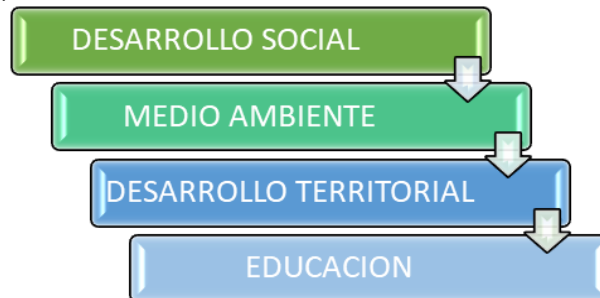 DESARROLLO SOCIAL
MEDIO AMBIENTE
DESARROLLO TERRITORIAL
EDUCACION